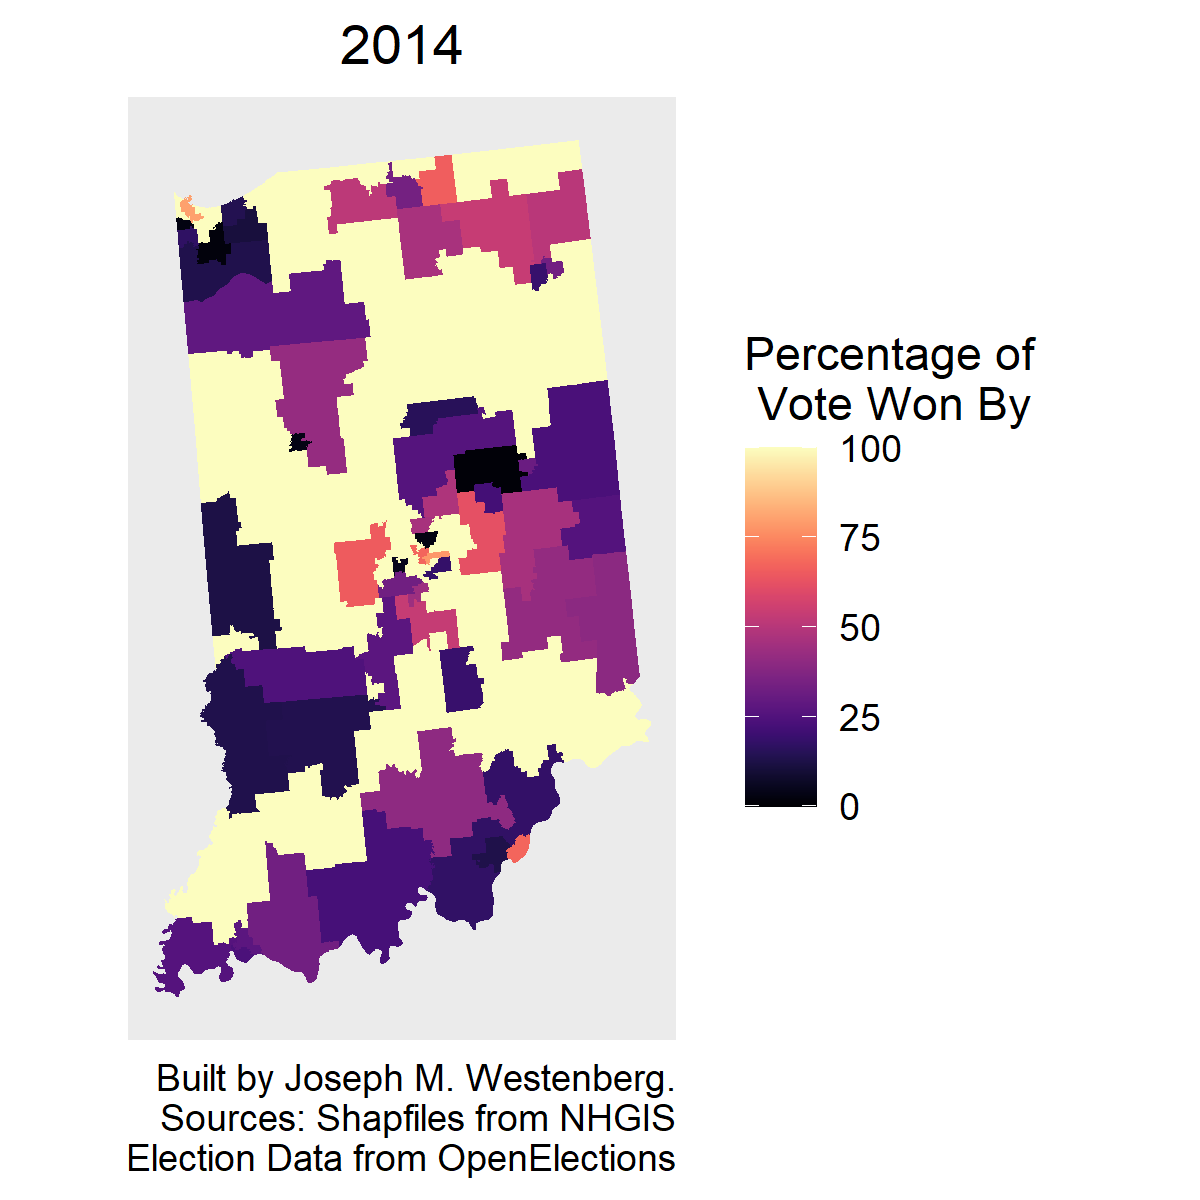 2014
Percentage of
Vote Won By
100
75
50
25
0
Built by Joseph M. Westenberg.
Sources: Shapfiles from NHGIS
Election Data from OpenElections